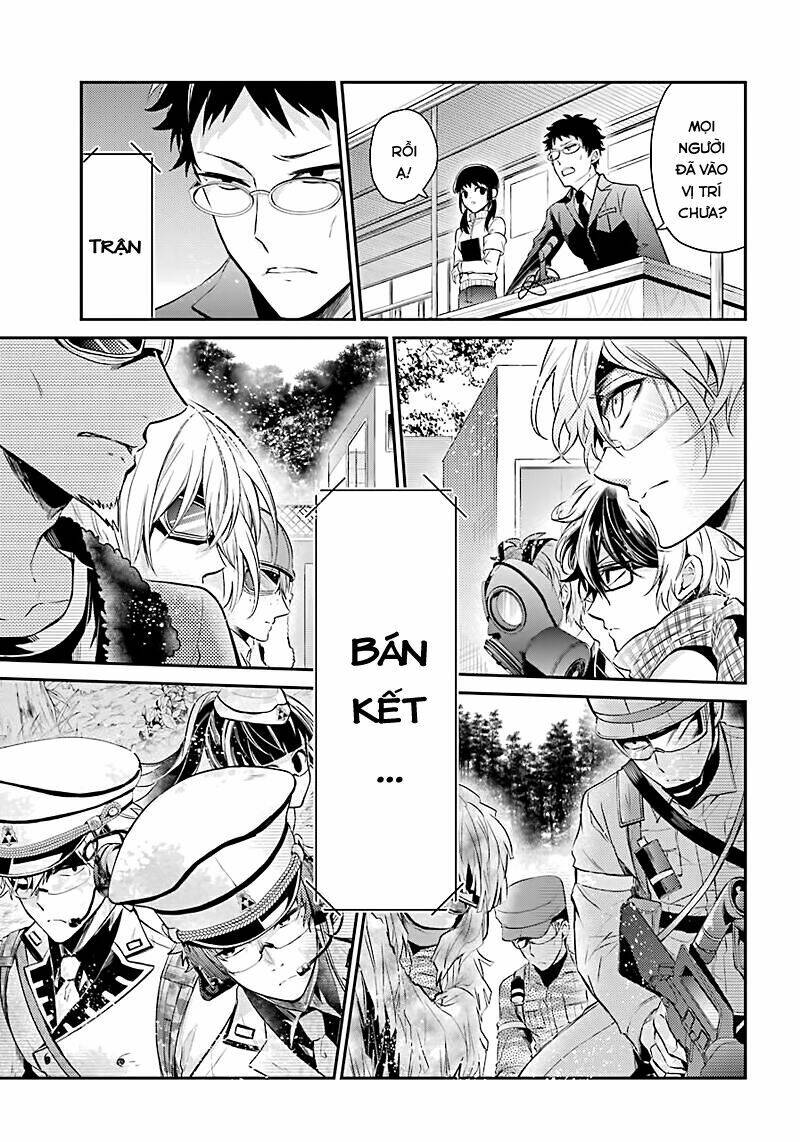 MỌI
NGƯỜI
ĐÃ VÀO
VỊ TRÍ
CHƯA?
RỒI
Ạ!
TRẬN
BÁN
KẾT
...